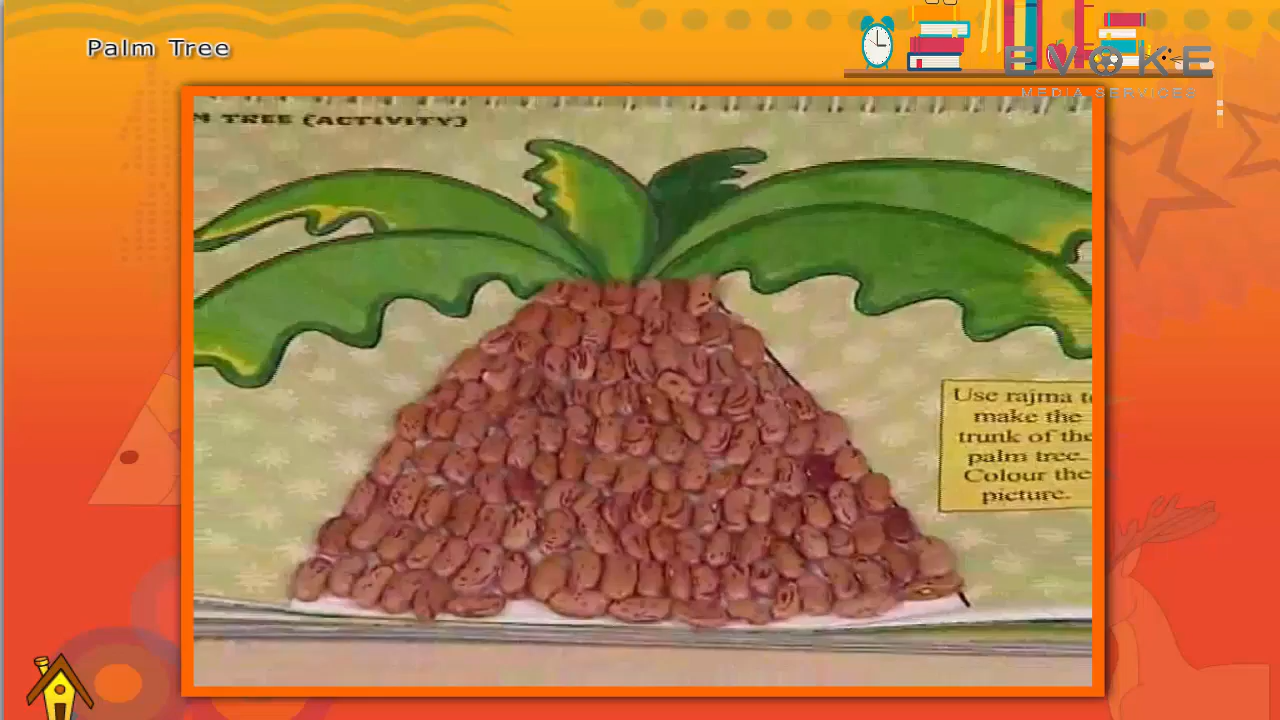 Palm Tree
EVOKE
MEDIA SERVICES
M TREE (ACTIVITY)
Use rajma to
make the
trunk of the
palm tree.
Colour the
picture.